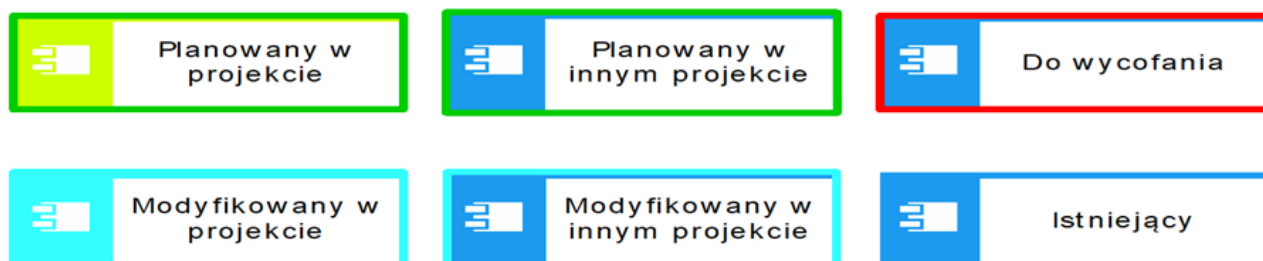 Planowany w
projekcie
Planowany w
innym projekcie
Do wycofania
Modyfikowany w
projekcie
Modyfikowany w
innym projekcie
Istniejący